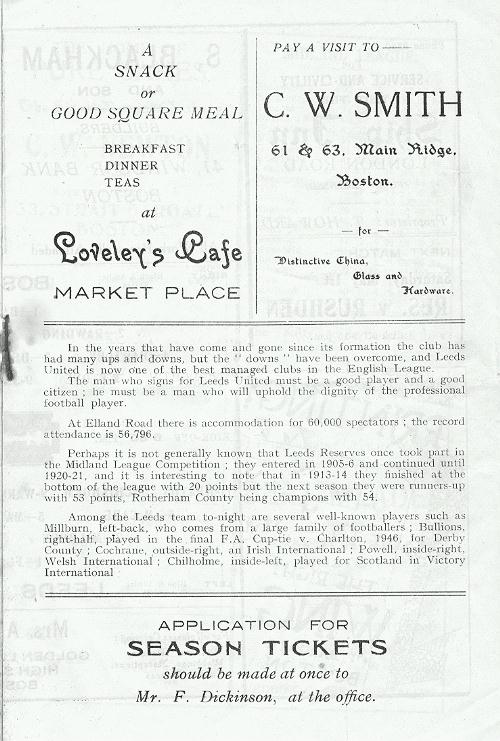 A
SNACK
or
GOOD SQUARE MEAL
BREAKFAST
DINNER
TEAS
at
Loveley's Cafe
MARKET PLACE
PAY A VISIT TO
C. W. SMITH
61 & 63, Main Ridge,
Boston.
— for —
Distinctive China,
Glass and
Hardware.
In the years that have come and gone since its formation the club has
had many ups and downs, but the " downs " have been overcome, and Leeds
United is now one of the best managed clubs in the English League.
The man who signs for Leeds United must be a good player and a good
citizen ; he must be a man who will uphold the dignity of the professional
football player.
At Elland Road there is accommodation for 60,000 spectators ; the record
attendance is 56,796.
Perhaps it is not generally known that Leeds Reserves once took part in
the Midland League Competition ; they entered in 1905-6 and continued until
1920-21, and it is interesting to note that in 1913-14 they finished at the
bottom of the league with 20 points but the next season they were runners-up
with 53 points, Rotherham County being champions with 54.
Among the Leeds team to-night are several well-known players such as
Millburn, left-back, who comes from a large family of footballers ; Bullions,
right-half, played in the final F.A. Cup-tie v. Charlton, 1946, for Derby
County ; Cochrane, outside-right, an Irish International ; Powell, inside-right,
Welsh International ; Chilholme, inside-left, played for Scotland in Victory
International
APPLICATION FOR
SEASON TICKETS
should be made at once to
Mr. F. Dickinson, at the office.